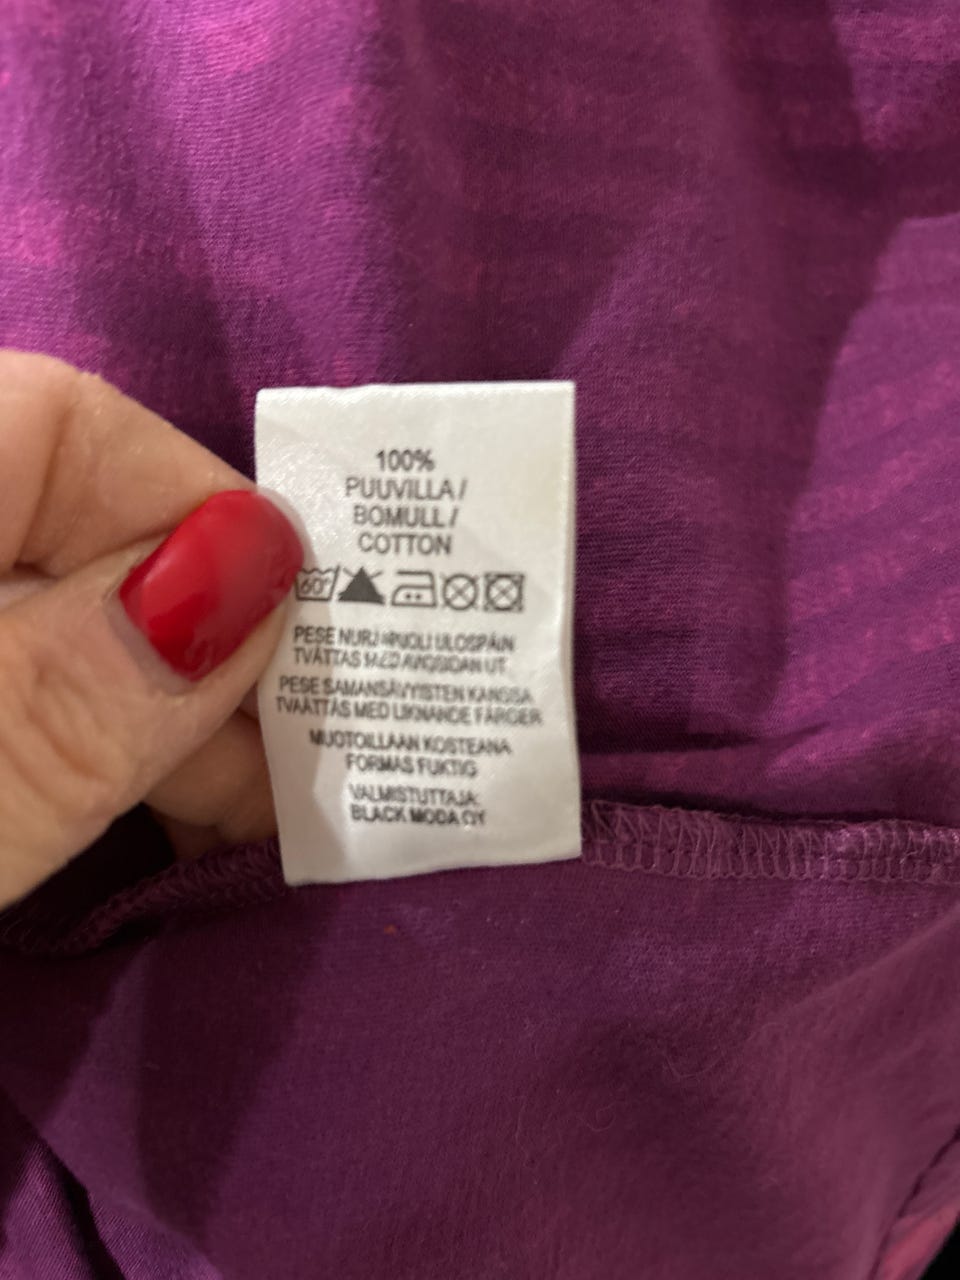 100%
PUUVILLA /
BOMULL /
COTTON
60°
PESE NURJAPUOLI ULOSPÄIN
TVÄTTAS MED AVIGSIDAN UT
PESE SAMANSÄVYISTEN KANSSA
TVAÄTTÄS MED LIKNANDE FÄRGER
MUOTOILLAAN KOSTEANA
FORMAS FUKTIG
VALMISTUTTAJA:
BLACK MODA OY